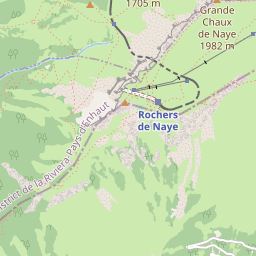 1705 m
Grande
Chaux
de Naye
1982 m
Rochers
de Naye
district de la Riviera-Pays-d'Enhaut